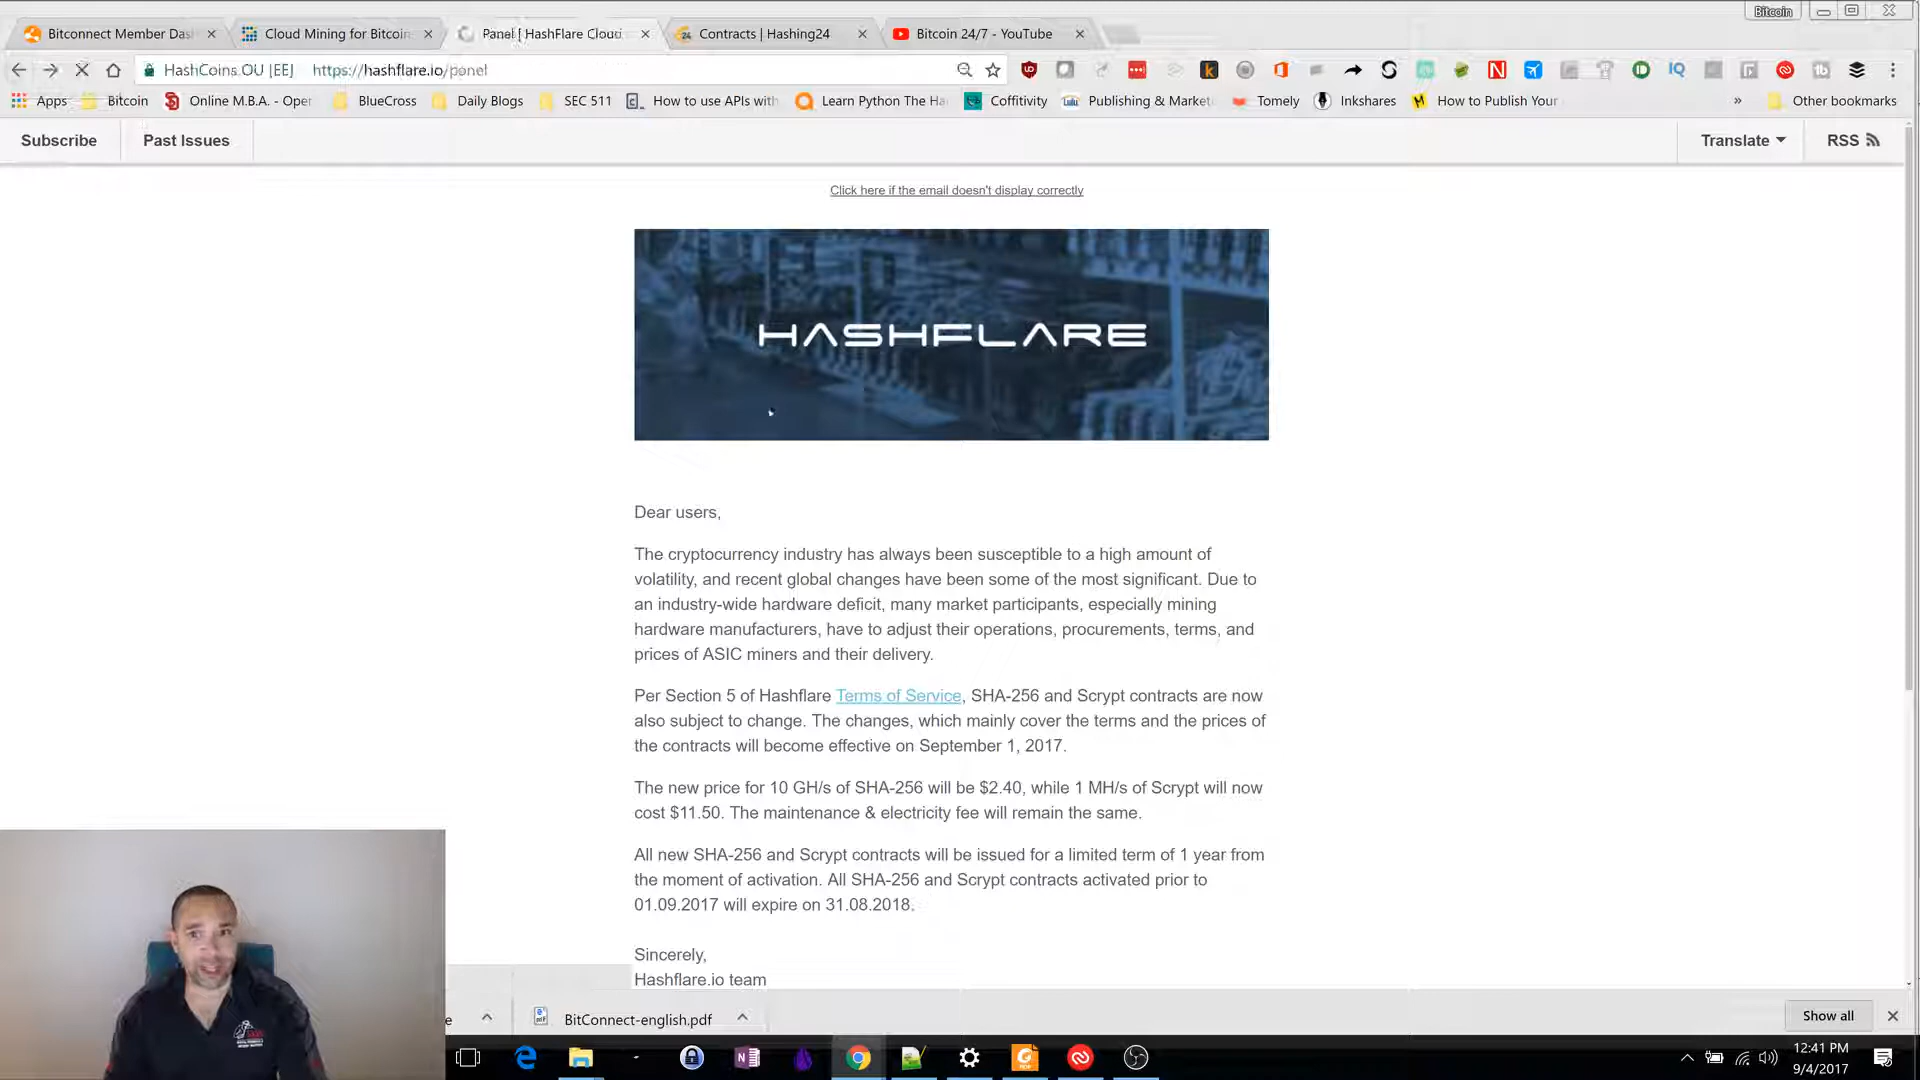 Bitcoin
Bitconnect Member Das
Cloud Mining for Bitcoin
Panel | HashFlare Cloud
Contracts | Hashing24
Bitcoin 24/7 - YouTube
HashCoins OU [EE] https://hashflare.io/panel
Apps
Bitcoin
Online M.B.A. - Oper
BlueCross
Daily Blogs
SEC 511
How to use APIs with
Learn Python The Ha
Coffitivity
Publishing & Market
Tomely
Inkshares
How to Publish Your
»
Other bookmarks
Subscribe
Past Issues
Translate
RSS
Click here if the email doesn't display correctly
HASHFLARE
Dear users,
The cryptocurrency industry has always been susceptible to a high amount of
volatility, and recent global changes have been some of the most significant. Due to
an industry-wide hardware deficit, many market participants, especially mining
hardware manufacturers, have to adjust their operations, procurements, terms, and
prices of ASIC miners and their delivery.
Per Section 5 of Hashflare Terms of Service, SHA-256 and Scrypt contracts are now
also subject to change. The changes, which mainly cover the terms and the prices of
the contracts will become effective on September 1, 2017.
The new price for 10 GH/s of SHA-256 will be $2.40, while 1 MH/s of Scrypt will now
cost $11.50. The maintenance & electricity fee will remain the same.
All new SHA-256 and Scrypt contracts will be issued for a limited term of 1 year from
the moment of activation. All SHA-256 and Scrypt contracts activated prior to
01.09.2017 will expire on 31.08.2018.
Sincerely,
Hashflare.io team
BitConnect-english.pdf
Show all
12:41 PM
9/4/2017